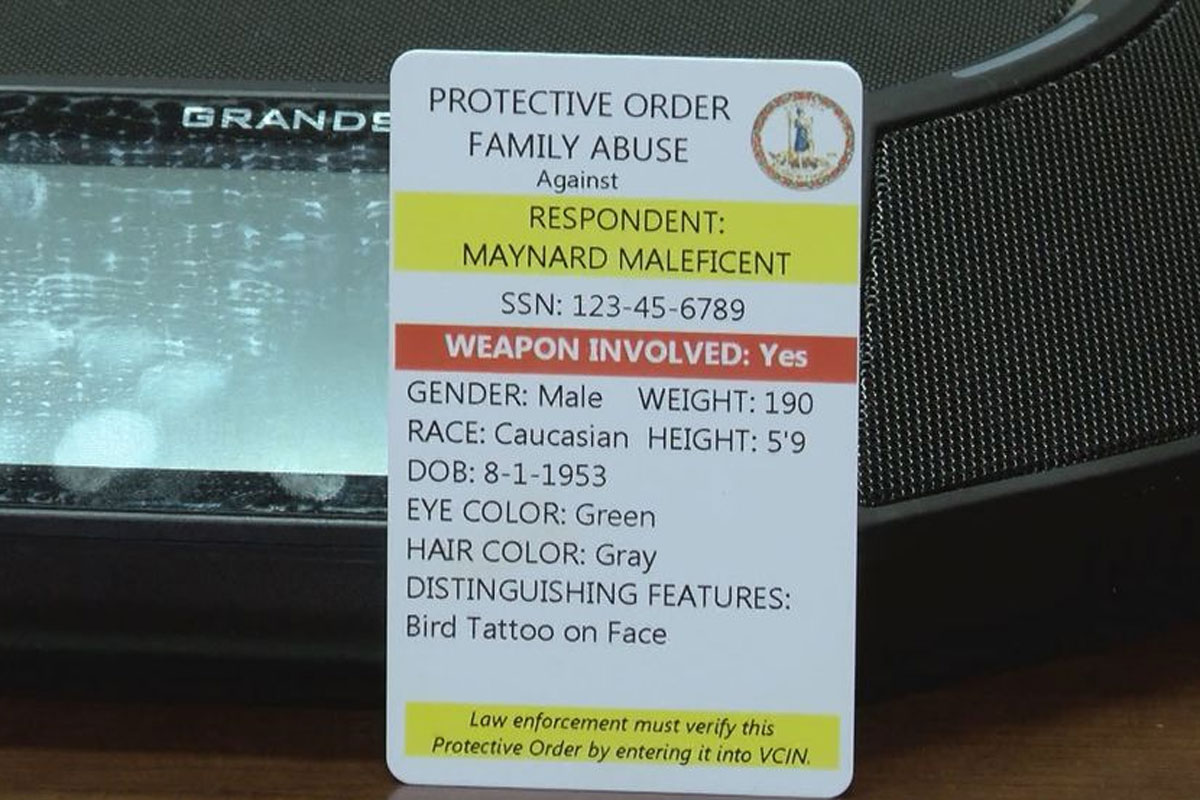 GRANDS
PROTECTIVE ORDER
FAMILY ABUSE
Against
RESPONDENT:
MAYNARD MALEFICENT
SSN: 123-45-6789
WEAPON INVOLVED: Yes
GENDER: Male WEIGHT: 190
RACE: Caucasian HEIGHT: 5'9
DOB: 8-1-1953
EYE COLOR: Green
HAIR COLOR: Gray
DISTINGUISHING FEATURES:
Bird Tattoo on Face
Law enforcement must verify this
Protective Order by entering it into VCIN.